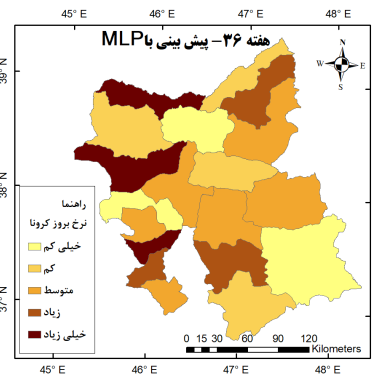 45° E 46° E 47° E 48° E
هفته ۳۶- پیش بینی با MLP
N
W E
S
39° N
38° N
37° N
راهنما
نرخ بروز کرونا
خیلی کم
کم
متوسط
زیاد
خیلی زیاد
0 15 30 60 90 120
Kilometers
45° E 46° E 47° E 48° E